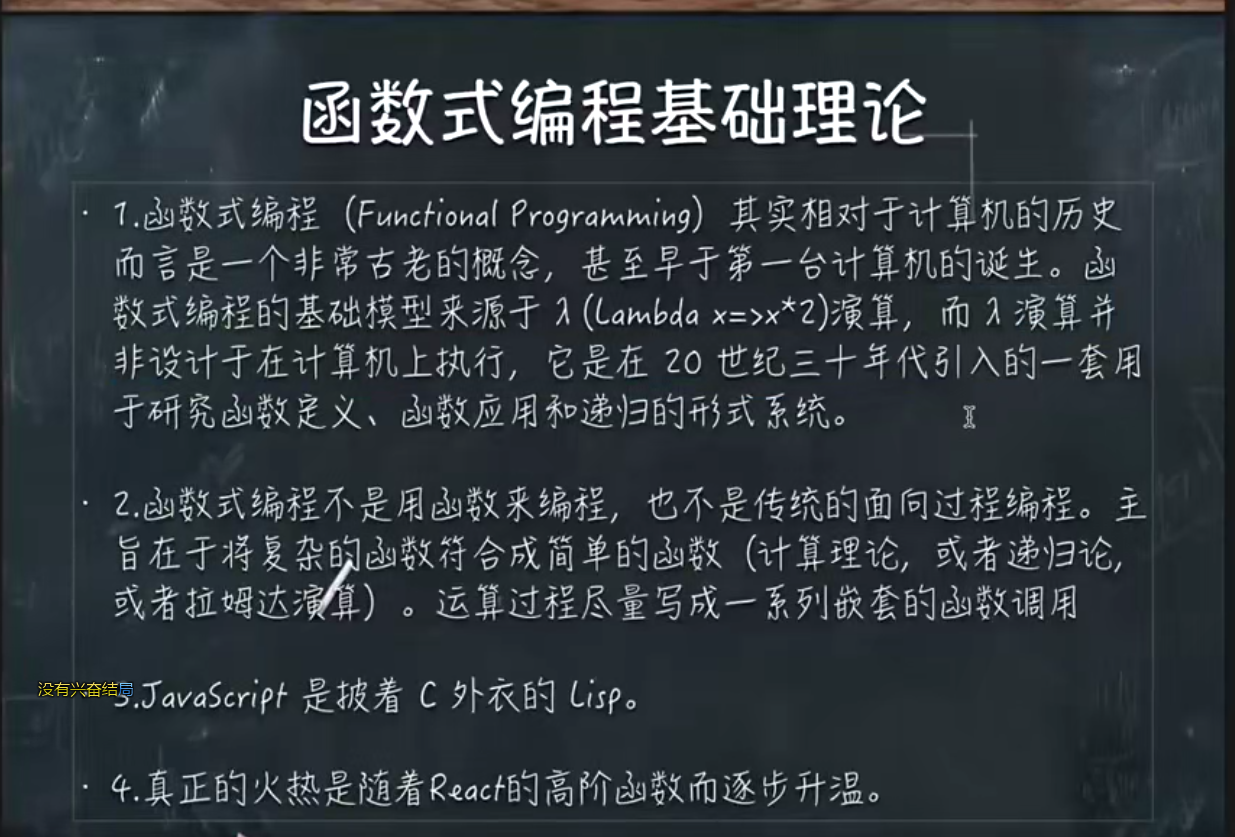 函数式编程基础理论
· 1.函数式编程（Functional Programming）其实相对于计算机的历史
而言是一个非常古老的概念，甚至早于第一台计算机的诞生。函
数式编程的基础模型来源于 λ (Lambda x=>x*2)演算，而 λ 演算并
非设计于在计算机上执行，它是在 20 世纪三十年代引入的一套用
于研究函数定义、函数应用和递归的形式系统。
· 2.函数式编程不是用函数来编程，也不是传统的面向过程编程。主
旨在于将复杂的函数符合成简单的函数（计算理论，或者递归论，
或者拉姆达演算）。运算过程尽量写成一系列嵌套的函数调用
没有兴奋结局
3.JavaScript 是披着 C 外衣的 Lisp。
· 4.真正的火热是随着React的高阶函数而逐步升温。